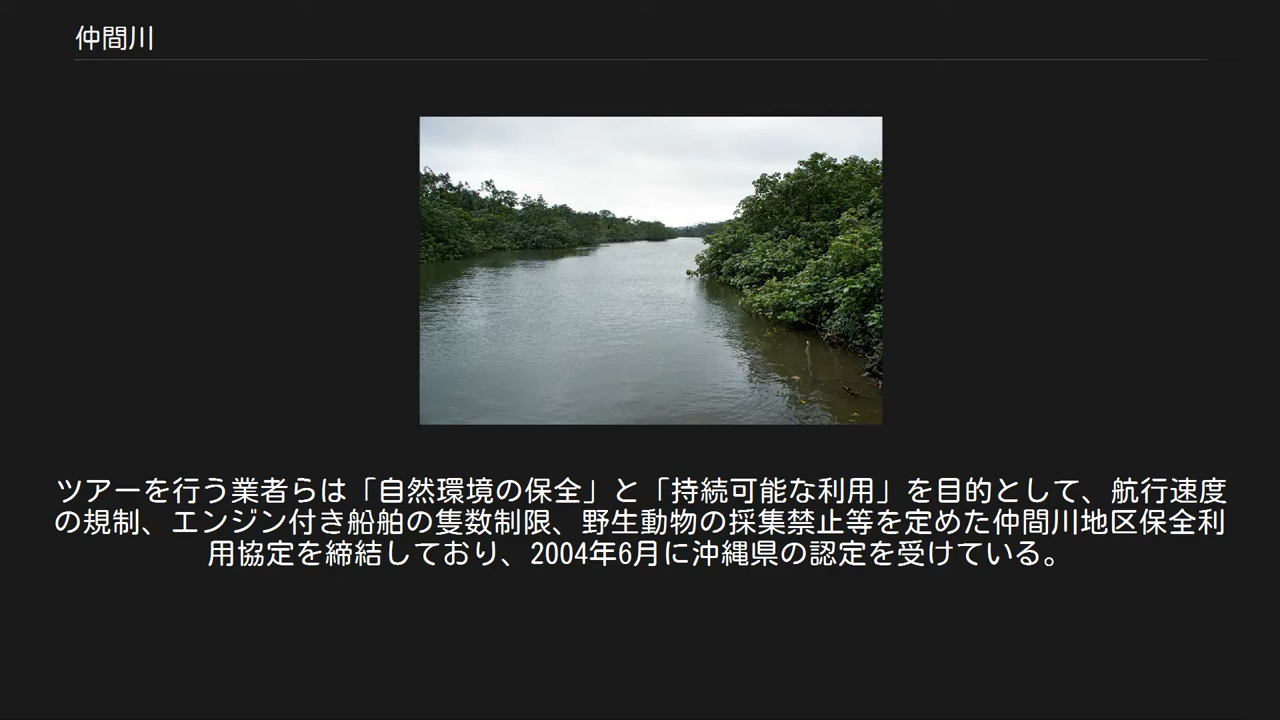 仲間川
ツアーを行う業者らは「自然環境の保全」と「持続可能な利用」を目的として、航行速度
の規制、エンジン付き船舶の隻数制限、野生動物の採集禁止等を定めた仲間川地区保全利
用協定を締結しており、2004年6月に沖縄県の認定を受けている。